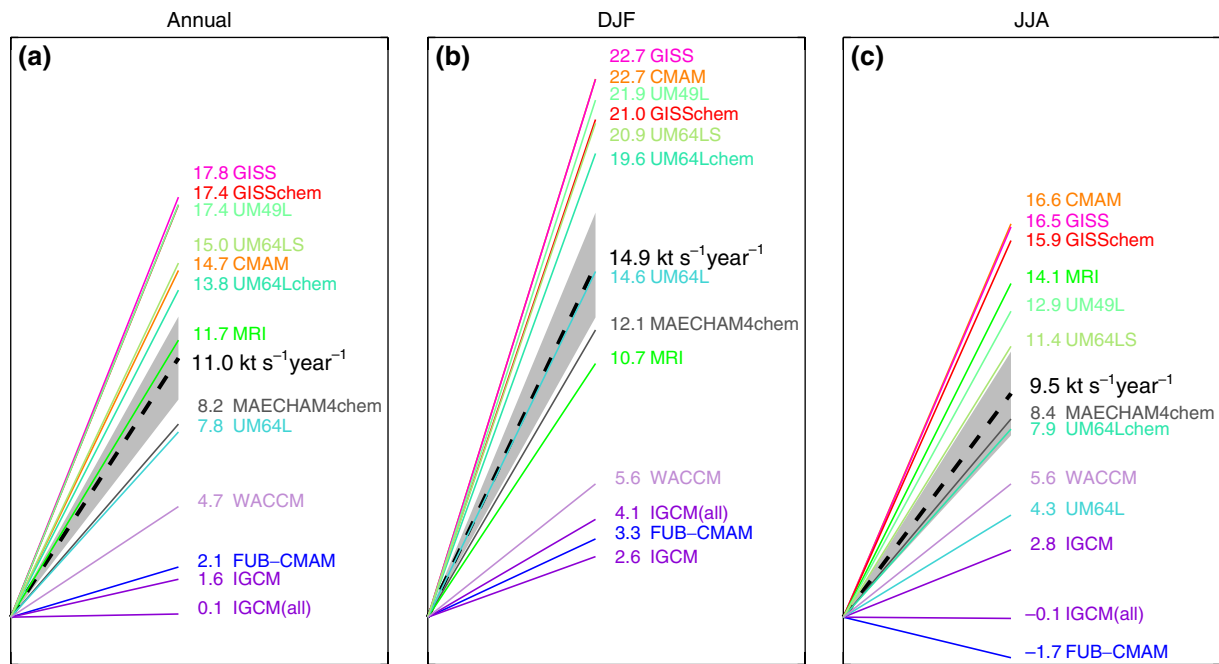 Annual
(a)
17.8 GISS
17.4 GISSchem
17.4 UM49L
15.0 UM64LS
14.7 CMAM
13.8 UM64Lchem
11.7 MRI
11.0 kt s⁻¹year⁻¹
8.2 MAECHAM4chem
7.8 UM64L
4.7 WACCM
2.1 FUB–CMAM
1.6 IGCM
0.1 IGCM(all)
DJF
(b)
22.7 GISS
22.7 CMAM
21.9 UM49L
21.0 GISSchem
20.9 UM64LS
19.6 UM64Lchem
14.9 kt s⁻¹year⁻¹
14.6 UM64L
12.1 MAECHAM4chem
10.7 MRI
5.6 WACCM
4.1 IGCM(all)
3.3 FUB–CMAM
2.6 IGCM
JJA
(c)
16.6 CMAM
16.5 GISS
15.9 GISSchem
14.1 MRI
12.9 UM49L
11.4 UM64LS
9.5 kt s⁻¹year⁻¹
8.4 MAECHAM4chem
7.9 UM64Lchem
5.6 WACCM
4.3 UM64L
2.8 IGCM
–0.1 IGCM(all)
–1.7 FUB–CMAM